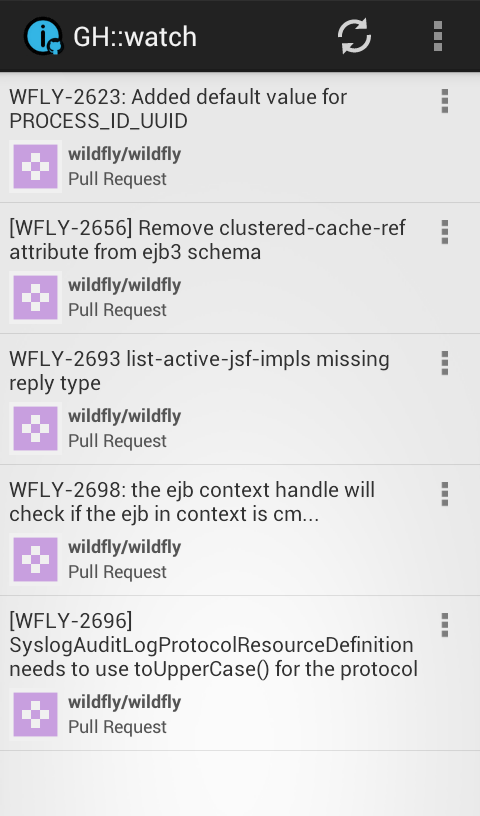 GH::watch
WFLY-2623: Added default value for
PROCESS_ID_UUID
wildfly/wildfly
Pull Request
[WFLY-2656] Remove clustered-cache-ref
attribute from ejb3 schema
wildfly/wildfly
Pull Request
WFLY-2693 list-active-jsf-impls missing
reply type
wildfly/wildfly
Pull Request
WFLY-2698: the ejb context handle will
check if the ejb in context is cm...
wildfly/wildfly
Pull Request
[WFLY-2696]
SyslogAuditLogProtocolResourceDefinition
needs to use toUpperCase() for the protocol
wildfly/wildfly
Pull Request